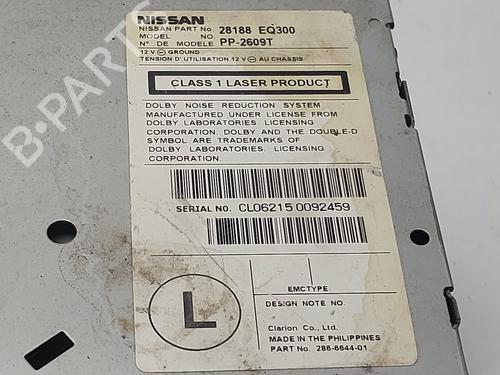 NISSAN
NISSAN PART No. 28188 EQ300
MODEL NO
N° DE MODELE PP-2609T
12 V ⊖ GROUND
TENSION D'UTILISATION 12 V ⊖ AU CHASSIS
CLASS 1 LASER PRODUCT
DOLBY NOISE REDUCTION SYSTEM
MANUFACTURED UNDER LICENSE FROM
DOLBY LABORATORIES LICENSING
CORPORATION. DOLBY AND THE DOUBLE-D
SYMBOL ARE TRADEMARKS OF
DOLBY LABORATORIES. LICENSING
CORPORATION.
SERIAL NO. CL06215 0092459
EMCTYPE
L
DESIGN NOTE NO.
Clarion Co., Ltd.
MADE IN THE PHILIPPINES
PART No. 286-6644-01
B-PARTS